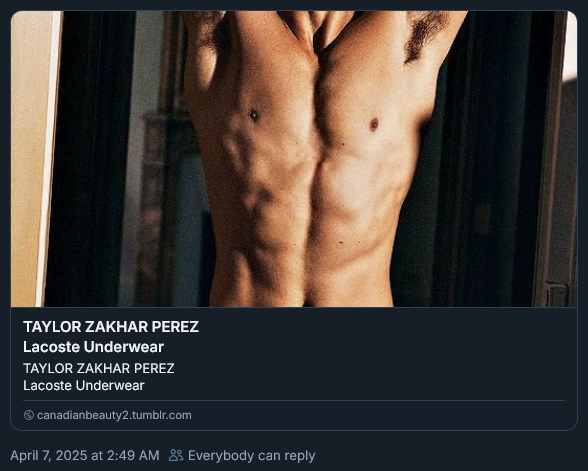 TAYLOR ZAKHAR PEREZ
Lacoste Underwear
TAYLOR ZAKHAR PEREZ
Lacoste Underwear
canadianbeauty2.tumblr.com
April 7, 2025 at 2:49 AM Everybody can reply